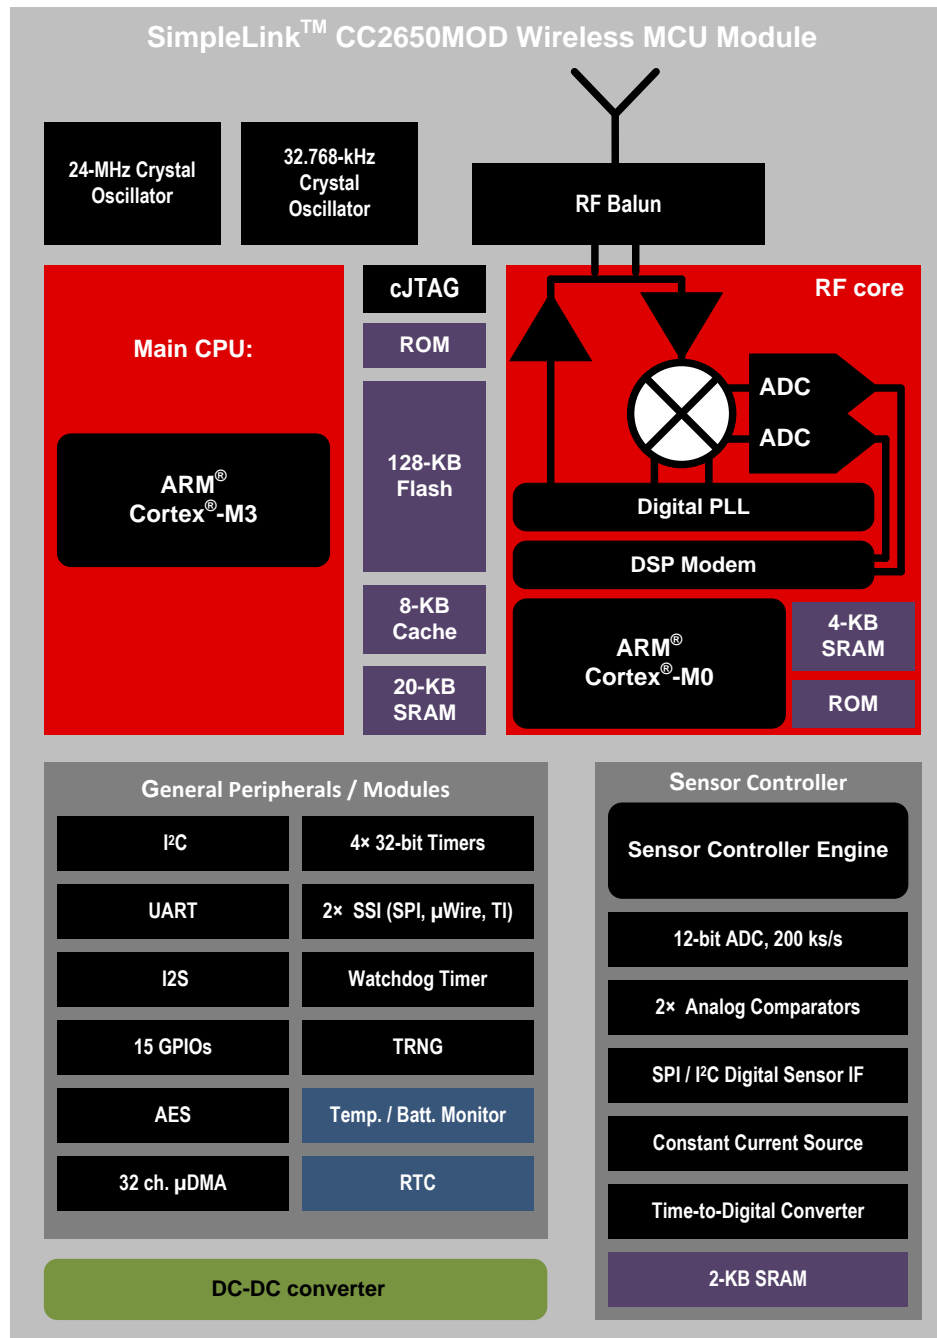 SimpleLink™ CC2650MOD Wireless MCU Module
24-MHz Crystal
Oscillator
32.768-kHz
Crystal
Oscillator
RF Balun
Main CPU:
ARM®
Cortex®-M3
cJTAG
ROM
128-KB
Flash
8-KB
Cache
20-KB
SRAM
RF core
ADC
ADC
Digital PLL
DSP Modem
ARM®
Cortex®-M0
4-KB
SRAM
ROM
General Peripherals / Modules
I²C
4× 32-bit Timers
UART
2× SSI (SPI, µWire, TI)
I2S
Watchdog Timer
15 GPIOs
TRNG
AES
Temp. / Batt. Monitor
32 ch. µDMA
RTC
Sensor Controller
Sensor Controller Engine
12-bit ADC, 200 ks/s
2× Analog Comparators
SPI / I²C Digital Sensor IF
Constant Current Source
Time-to-Digital Converter
2-KB SRAM
DC-DC converter